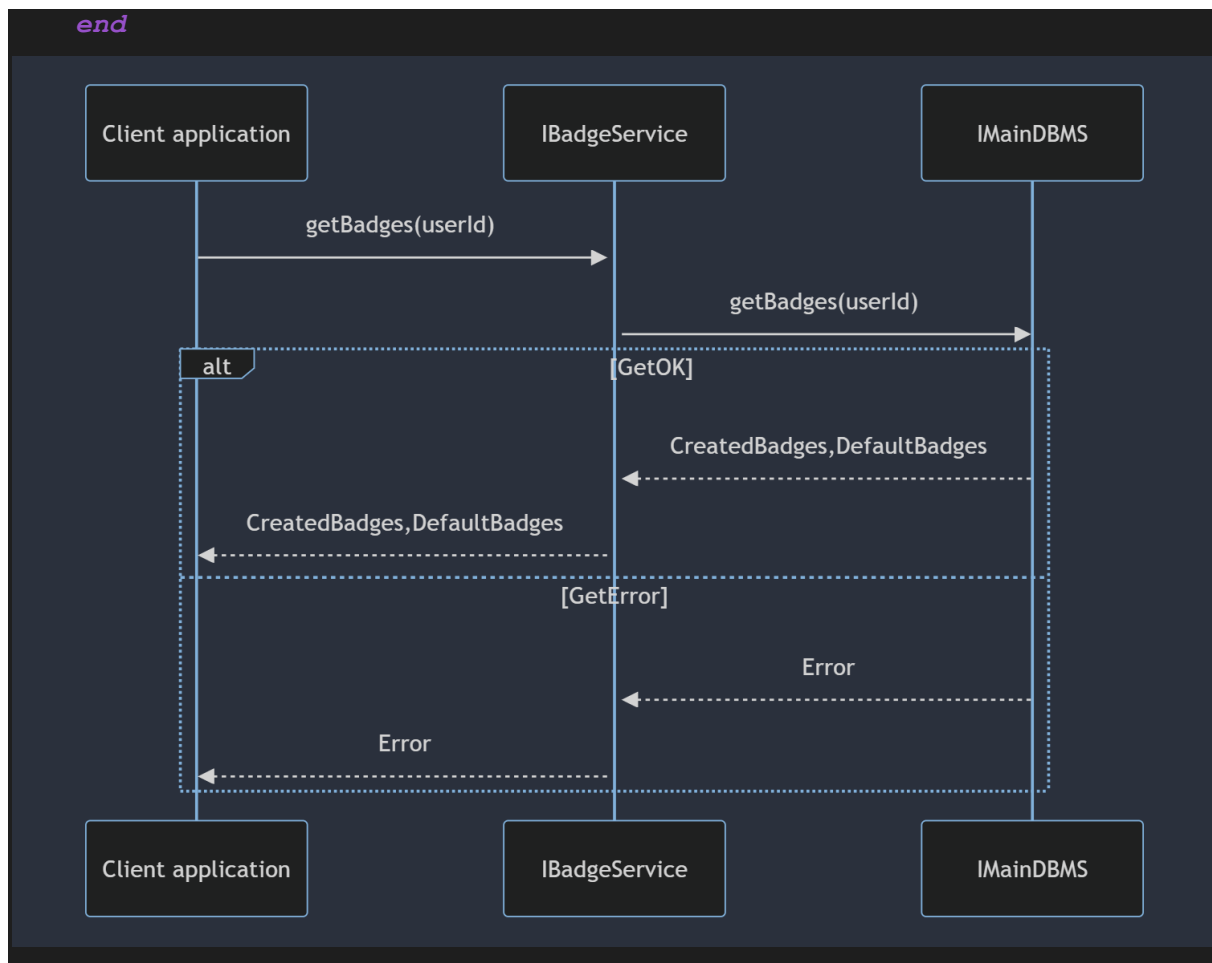 end
Client application
IBadgeService
IMainDBMS
getBadges(userId)
getBadges(userId)
alt
[GetOK]
CreatedBadges,DefaultBadges
CreatedBadges,DefaultBadges
[GetError]
Error
Error
Client application
IBadgeService
IMainDBMS